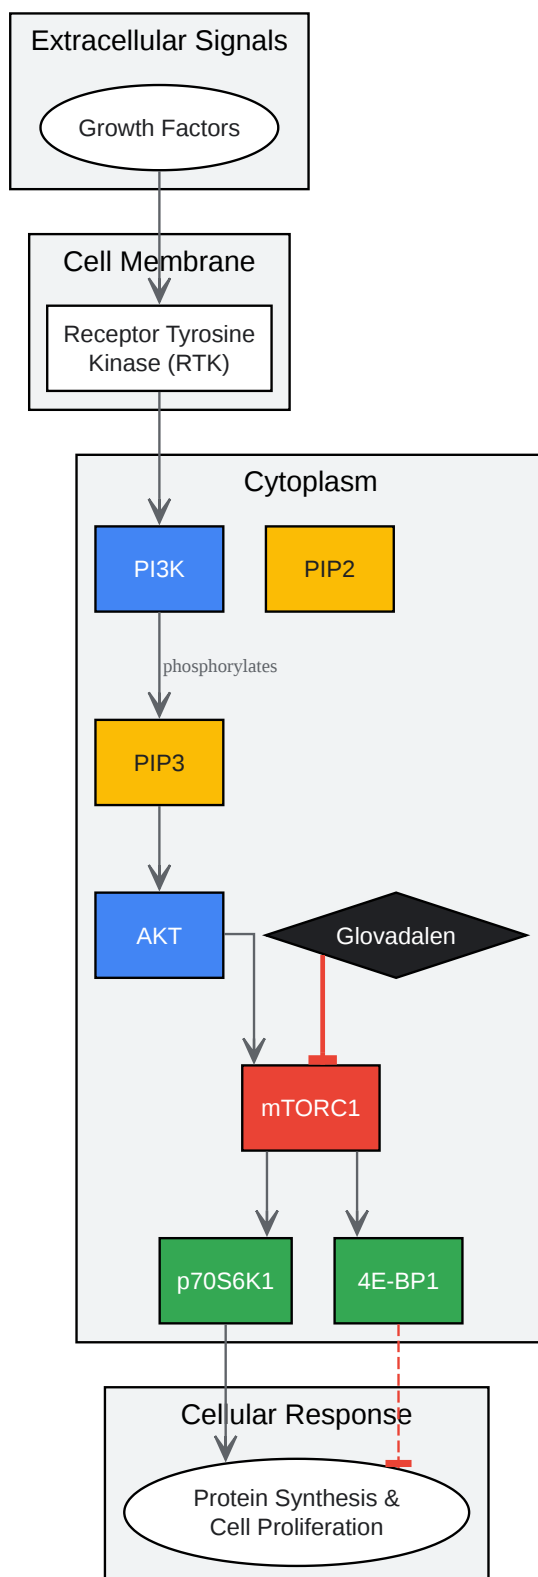 Extracellular Signals
Growth Factors
Cell Membrane
Receptor Tyrosine
Kinase (RTK)
Cytoplasm
PI3K
PIP2
phosphorylates
PIP3
AKT
Glovadalen
mTORC1
p70S6K1
4E-BP1
Cellular Response
Protein Synthesis &
Cell Proliferation